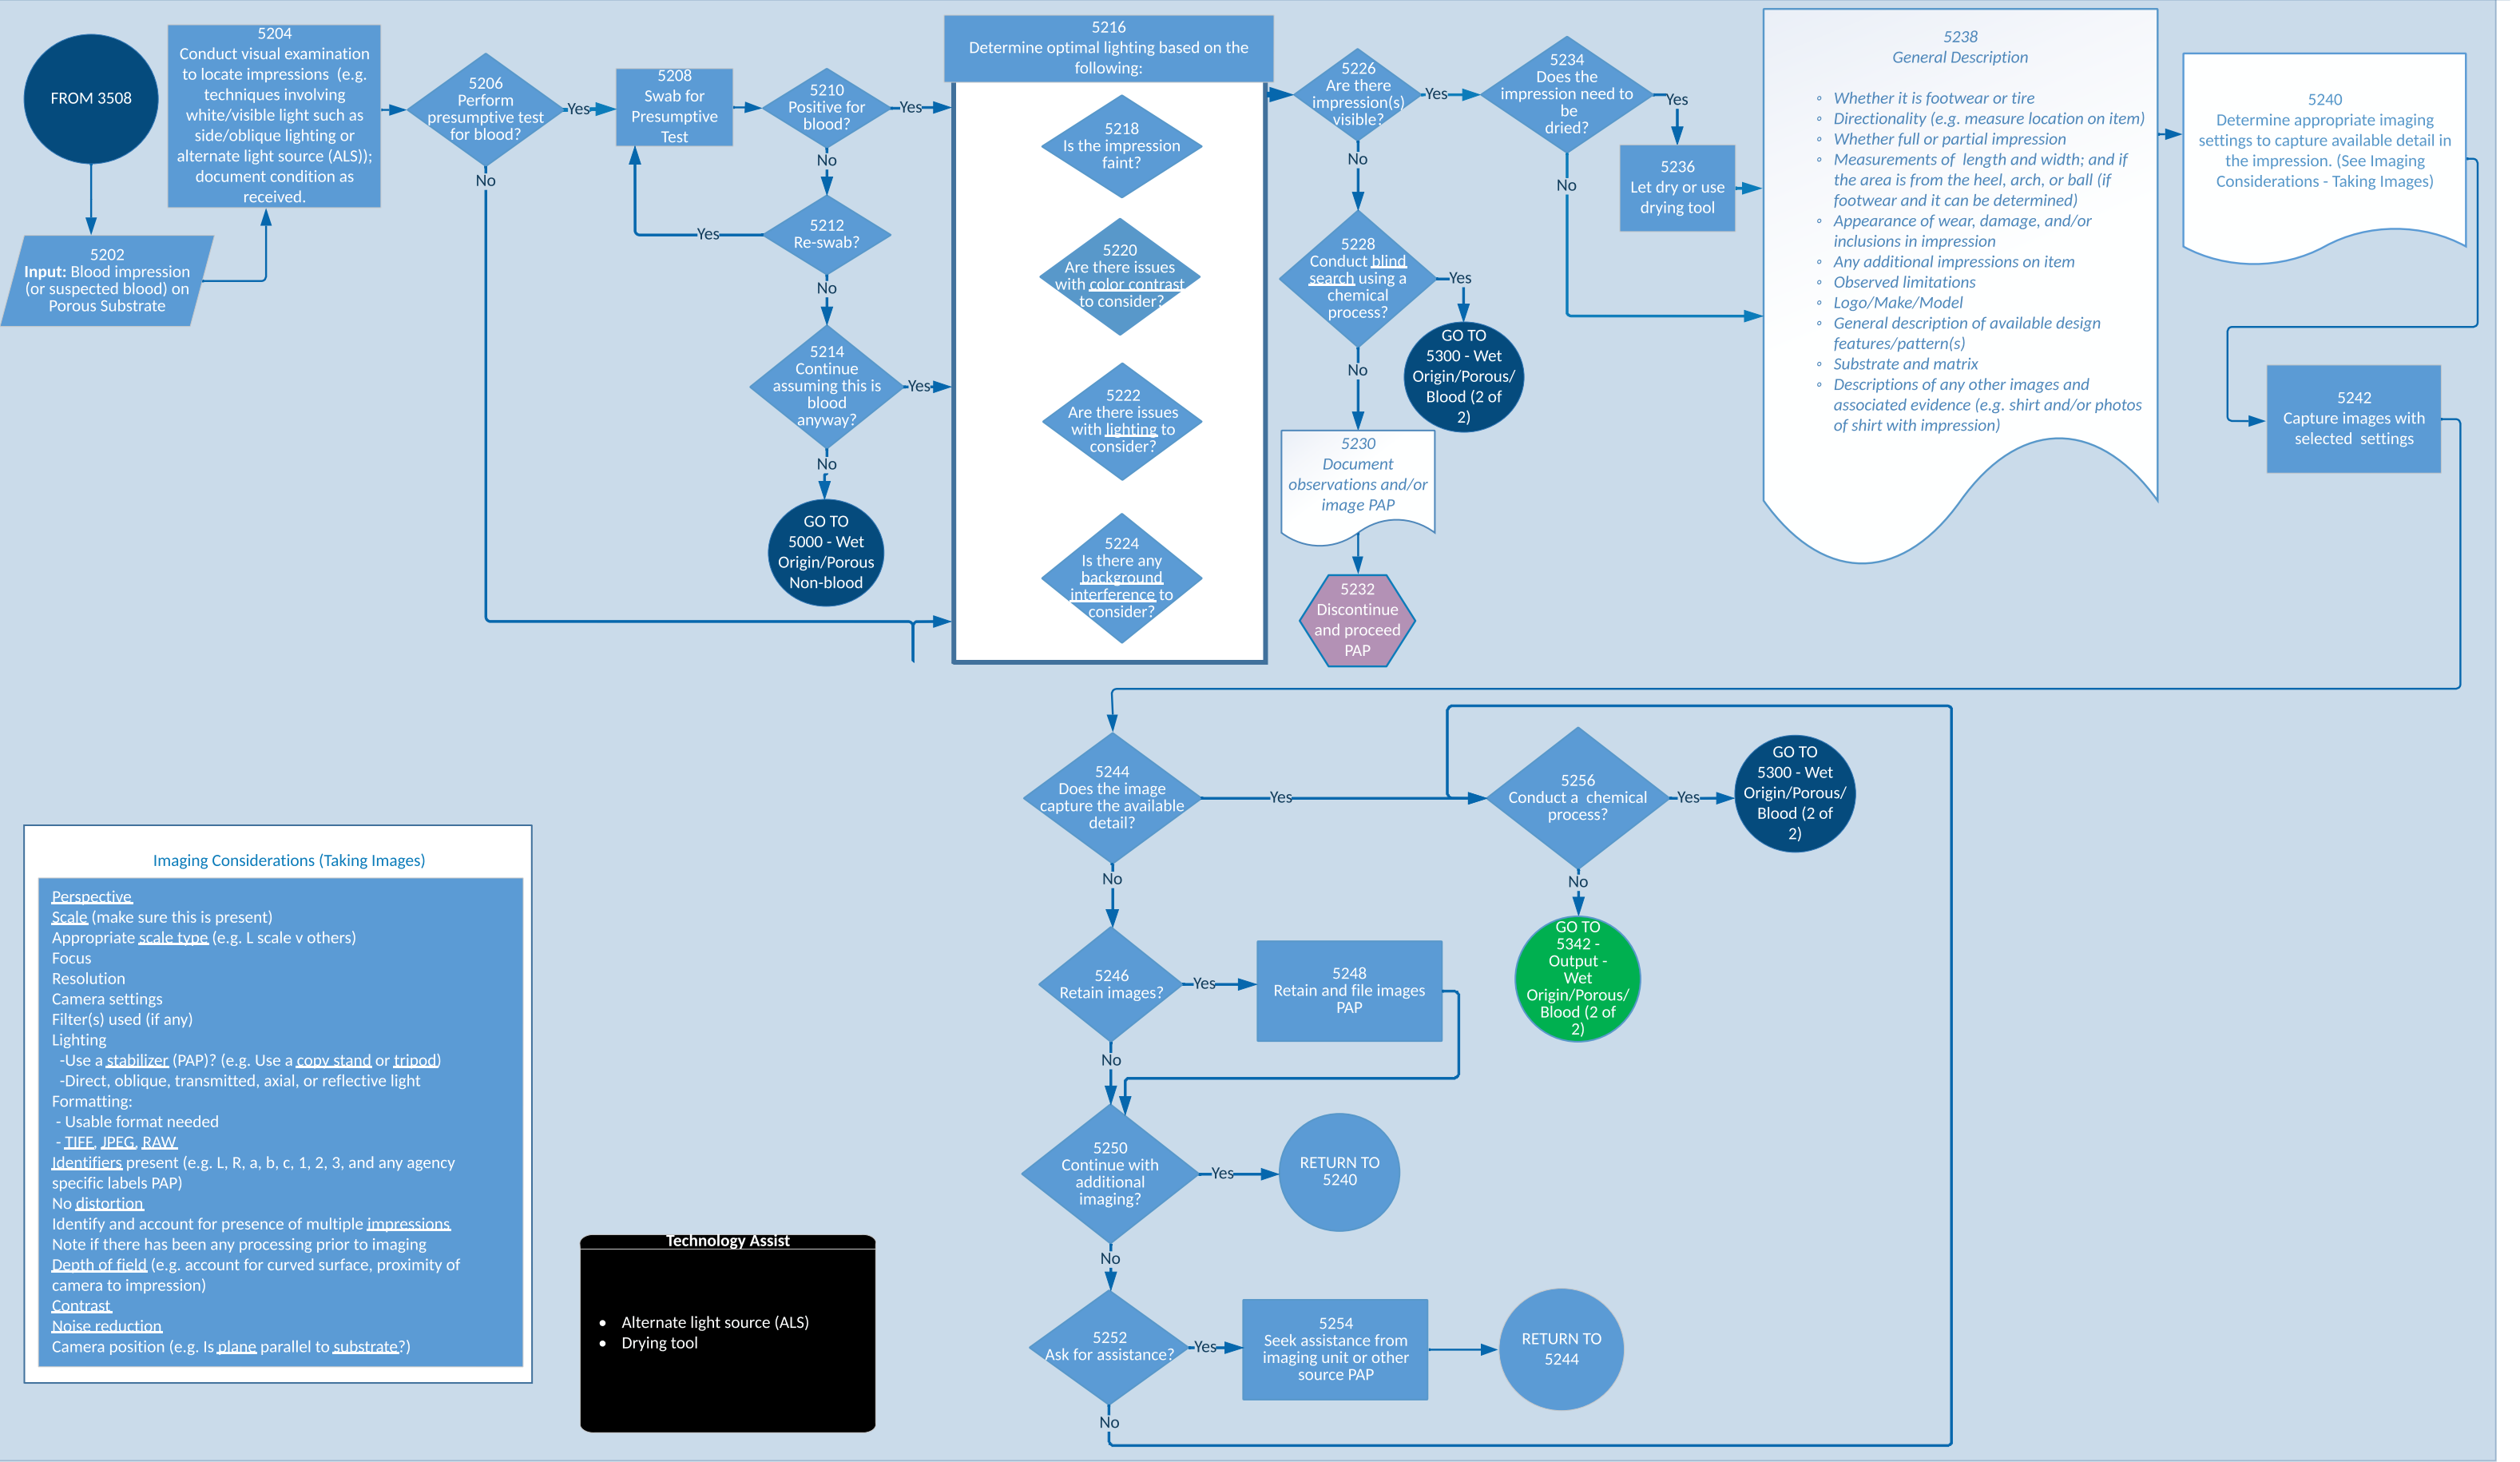 FROM 3508
5202
Input: Blood impression
(or suspected blood) on
Porous Substrate
5204
Conduct visual examination
to locate impressions (e.g.
techniques involving
white/visible light such as
side/oblique lighting or
alternate light source (ALS));
document condition as
received.
5206
Perform
presumptive test
for blood?
Yes
No
5208
Swab for
Presumptive
Test
5210
Positive for
blood?
Yes
No
5212
Re-swab?
Yes
No
5214
Continue
assuming this is
blood
anyway?
Yes
No
GO TO
5000 - Wet
Origin/Porous
Non-blood
5216
Determine optimal lighting based on the
following:
5218
Is the impression
faint?
5220
Are there issues
with color contrast
to consider?
5222
Are there issues
with lighting to
consider?
5224
Is there any
background
interference to
consider?
5226
Are there
impression(s)
visible?
Yes
No
5228
Conduct blind
search using a
chemical
process?
Yes
No
GO TO
5300 - Wet
Origin/Porous/
Blood (2 of
2)
5230
Document
observations and/or
image PAP
5232
Discontinue
and proceed
PAP
5234
Does the
impression need to
be
dried?
Yes
No
5236
Let dry or use
drying tool
5238
General Description
◦ Whether it is footwear or tire
◦ Directionality (e.g. measure location on item)
◦ Whether full or partial impression
◦ Measurements of length and width; and if
the area is from the heel, arch, or ball (if
footwear and it can be determined)
◦ Appearance of wear, damage, and/or
inclusions in impression
◦ Any additional impressions on item
◦ Observed limitations
◦ Logo/Make/Model
◦ General description of available design
features/pattern(s)
◦ Substrate and matrix
◦ Descriptions of any other images and
associated evidence (e.g. shirt and/or photos
of shirt with impression)
5240
Determine appropriate imaging
settings to capture available detail in
the impression. (See Imaging
Considerations - Taking Images)
5242
Capture images with
selected settings
5244
Does the image
capture the available
detail?
Yes
No
5256
Conduct a chemical
process?
Yes
No
GO TO
5300 - Wet
Origin/Porous/
Blood (2 of
2)
GO TO
5342 -
Output -
Wet
Origin/Porous/
Blood (2 of
2)
5246
Retain images?
Yes
No
5248
Retain and file images
PAP
5250
Continue with
additional
imaging?
Yes
No
RETURN TO
5240
5252
Ask for assistance?
Yes
No
5254
Seek assistance from
imaging unit or other
source PAP
RETURN TO
5244
Imaging Considerations (Taking Images)
Perspective
Scale (make sure this is present)
Appropriate scale type (e.g. L scale v others)
Focus
Resolution
Camera settings
Filter(s) used (if any)
Lighting
-Use a stabilizer (PAP)? (e.g. Use a copy stand or tripod)
-Direct, oblique, transmitted, axial, or reflective light
Formatting:
- Usable format needed
- TIFF, JPEG, RAW
Identifiers present (e.g. L, R, a, b, c, 1, 2, 3, and any agency
specific labels PAP)
No distortion
Identify and account for presence of multiple impressions
Note if there has been any processing prior to imaging
Depth of field (e.g. account for curved surface, proximity of
camera to impression)
Contrast
Noise reduction
Camera position (e.g. Is plane parallel to substrate?)
Technology Assist
• Alternate light source (ALS)
• Drying tool